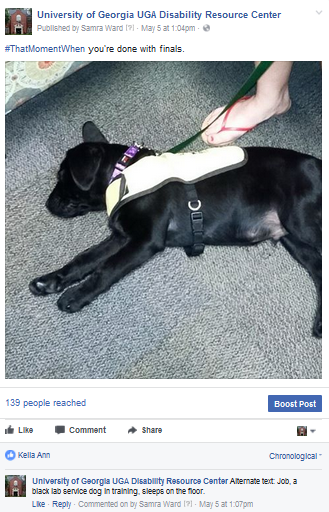 University of Georgia UGA Disability Resource Center
Published by Samra Ward [?] · May 5 at 1:04pm ·
#ThatMomentWhen you're done with finals.
139 people reached
Boost Post
Like Comment Share
Keila Ann
Chronological
University of Georgia UGA Disability Resource Center Alternate text: Job, a
black lab service dog in training, sleeps on the floor.
Like · Reply · Commented on by Samra Ward [?] · May 5 at 1:07pm